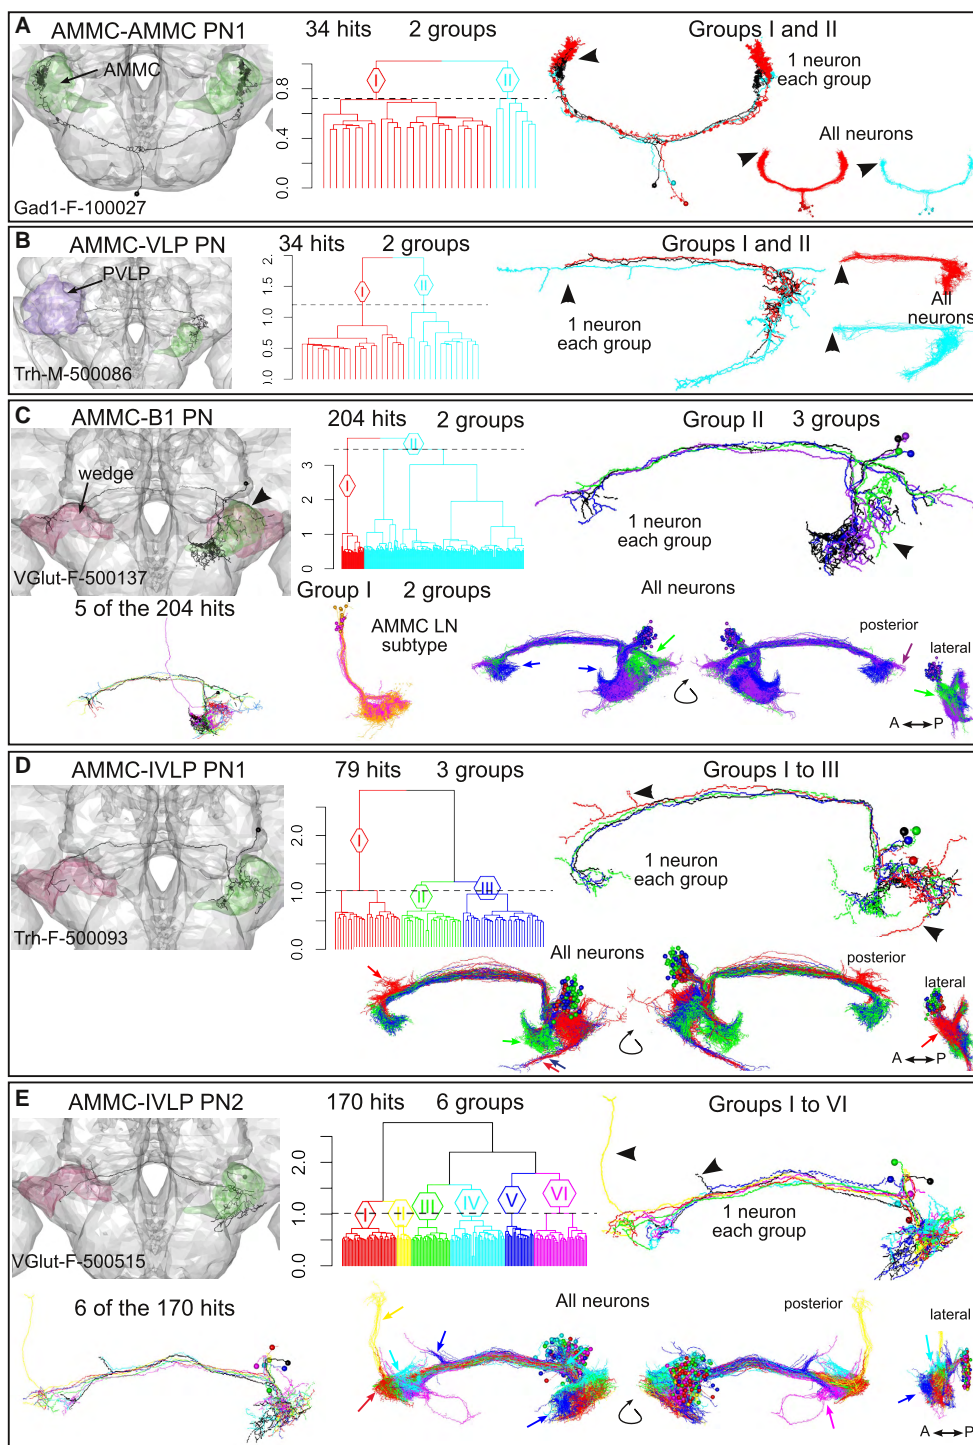 A
AMMC-AMMC PN1
34 hits 2 groups
Groups I and II
AMMC
I
II
0.8
0.4
0.0
1 neuron
each group
All neurons
Gad1-F-100027
B
AMMC-VLP PN
34 hits 2 groups
Groups I and II
PVLP
2.
1.5
1.0
0.5
0.0
I
II
1 neuron
each group
All
neurons
Trh-M-500086
C
AMMC-B1 PN
204 hits 2 groups
Group II 3 groups
wedge
I
II
3
2
1
0
1 neuron
each group
VGlut-F-500137
5 of the 204 hits
Group I 2 groups
AMMC LN
subtype
All neurons
posterior
lateral
A P
D
AMMC-IVLP PN1
79 hits 3 groups
Groups I to III
I
II
III
2.0
1.0
0.0
1 neuron
each group
Trh-F-500093
All neurons
posterior
lateral
A P
E
AMMC-IVLP PN2
170 hits 6 groups
Groups I to VI
I
II
III
IV
V
VI
2.0
1.0
0.0
1 neuron
each group
VGlut-F-500515
6 of the 170 hits
All neurons
posterior
lateral
A P